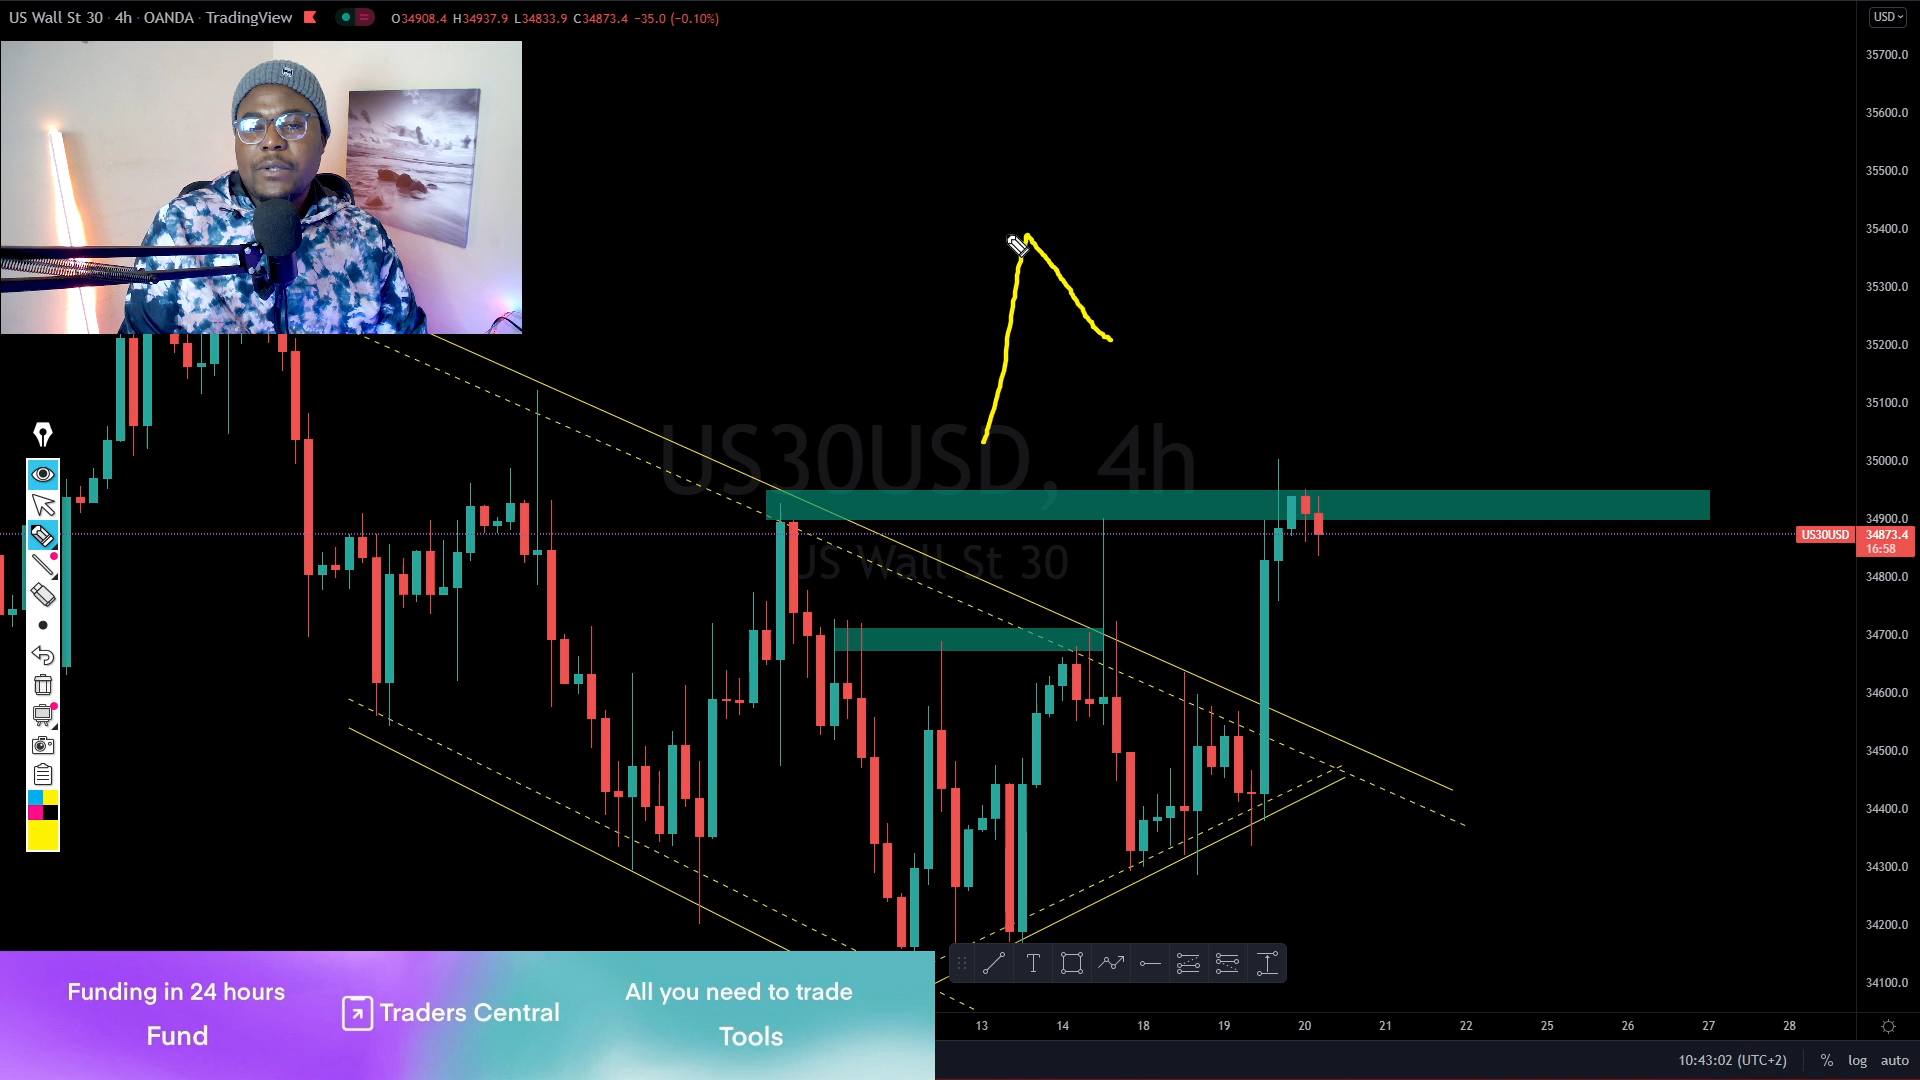 US Wall St 30 · 4h · OANDA · TradingView
O34908.4 H34937.9 L34833.9 C34873.4 −35.0 (−0.10%)
USD
35700.0
35600.0
35500.0
35400.0
35300.0
35200.0
35100.0
35000.0
34900.0
34800.0
34700.0
34600.0
34500.0
34400.0
34300.0
34200.0
34100.0
US30USD, 4h
US Wall St 30
US30USD
34873.4
16:58
Funding in 24 hours
Fund
Traders Central
All you need to trade
Tools
T
13 14 18 19 20 21 22 25 26 27 28
10:43:02 (UTC+2) % log auto